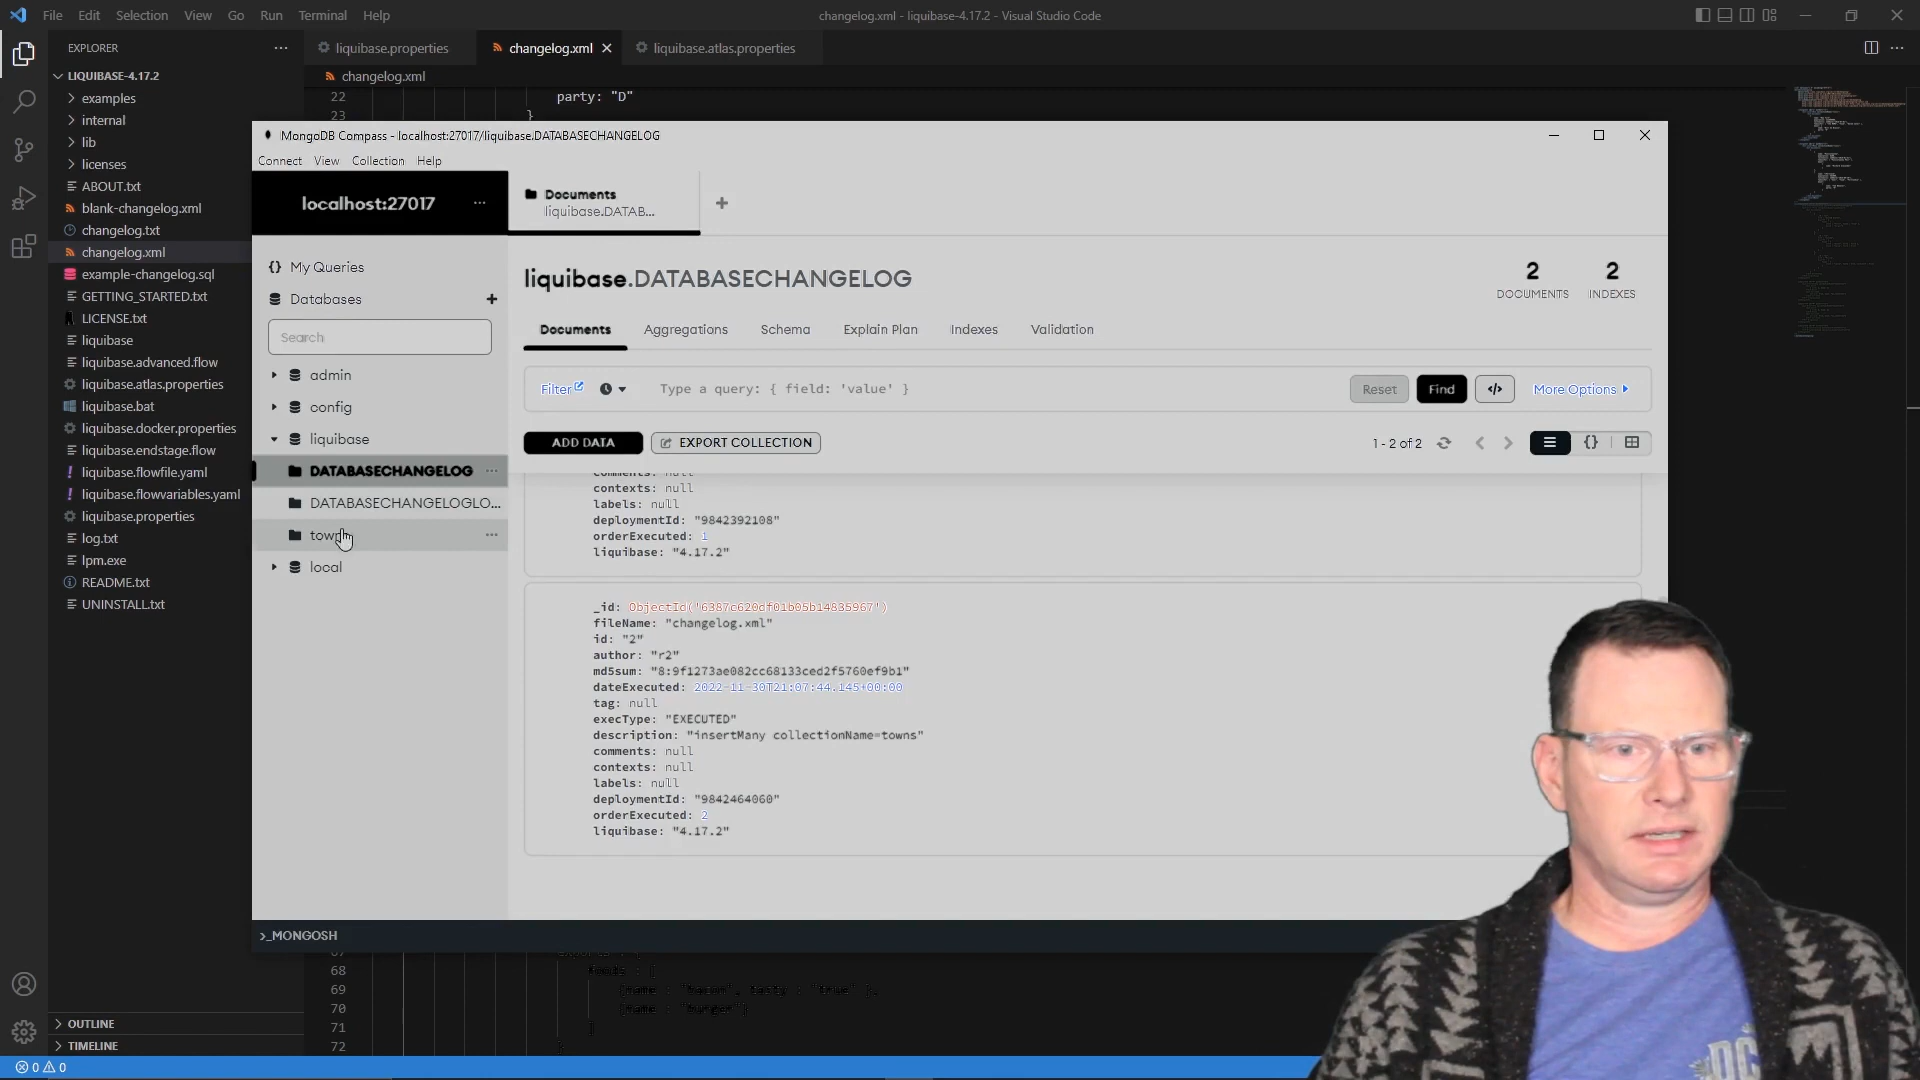 File Edit Selection View Go Run Terminal Help
changelog.xml - liquibase-4.17.2 - Visual Studio Code
EXPLORER
liquibase.properties
changelog.xml
liquibase.atlas.properties
LIQUIBASE-4.17.2
changelog.xml
examples
internal
lib
licenses
ABOUT.txt
blank-changelog.xml
changelog.txt
changelog.xml
example-changelog.sql
GETTING_STARTED.txt
LICENSE.txt
liquibase
liquibase.advanced.flow
liquibase.atlas.properties
liquibase.bat
liquibase.docker.properties
liquibase.endstage.flow
liquibase.flowfile.yaml
liquibase.flowvariables.yaml
liquibase.properties
log.txt
lpm.exe
README.txt
UNINSTALL.txt
OUTLINE
TIMELINE
0 0
22 party: "D"
23 }
MongoDB Compass - localhost:27017/liquibase.DATABASECHANGELOG
Connect View Collection Help
localhost:27017 ...
Documents
liquibase.DATAB...
+
{} My Queries
Databases +
Search
admin
config
liquibase
DATABASECHANGELOG ...
DATABASECHANGELOGLO...
...
local
liquibase.DATABASECHANGELOG
2
DOCUMENTS
2
INDEXES
Documents Aggregations Schema Explain Plan Indexes Validation
Filter
Type a query: { field: 'value' }
Reset Find </> More Options
ADD DATA EXPORT COLLECTION
1 - 2 of 2
{}
comments: null
contexts: null
labels: null
deploymentId: "9842392108"
orderExecuted: 1
liquibase: "4.17.2"
_id: ObjectId('6387c620df01b05b14835967')
fileName: "changelog.xml"
id: "2"
author: "r2"
md5sum: "8:9f1273ae082cc68133ced2f5760ef9b1"
dateExecuted: 2022-11-30T21:07:44.145+00:00
tag: null
execType: "EXECUTED"
description: "insertMany collectionName=towns"
comments: null
contexts: null
labels: null
deploymentId: "9842464060"
orderExecuted: 2
liquibase: "4.17.2"
>_MONGOSH
68
69
70
71
72